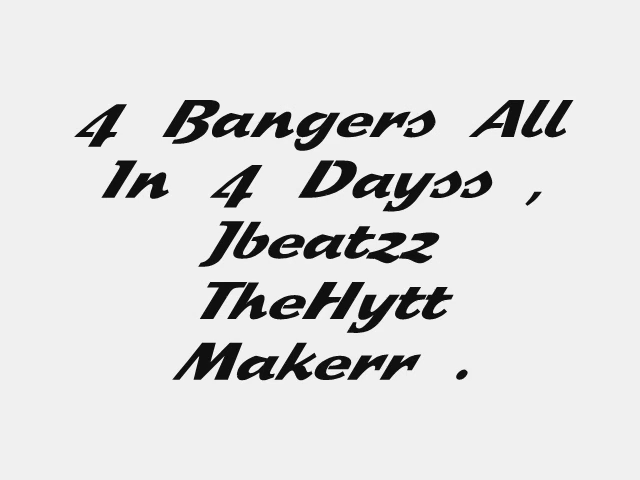 4 Bangers All
In 4 Dayss ,
Jbeatzz
TheHytt
Makerr .